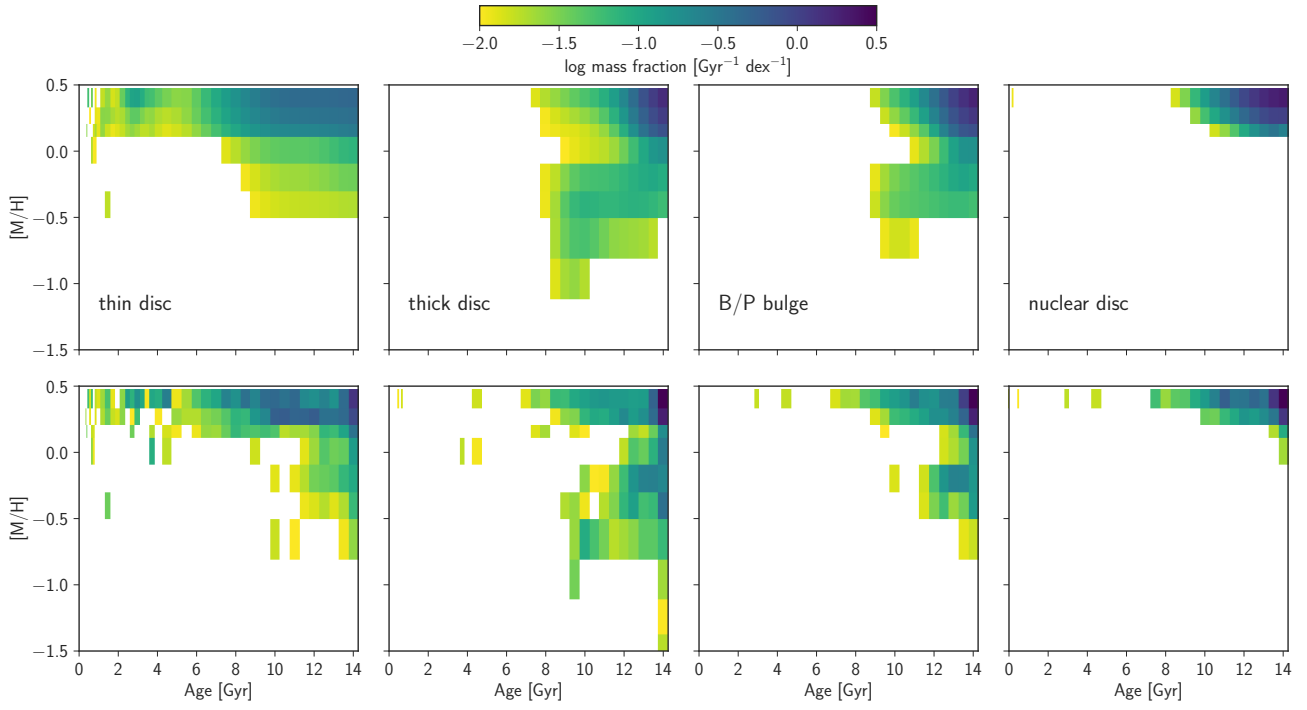 −2.0 −1.5 −1.0 −0.5 0.0 0.5
log mass fraction [Gyr⁻¹ dex⁻¹]
0.5
0.0
−0.5
−1.0
−1.5
[M/H]
thin disc
thick disc
B/P bulge
nuclear disc
0.5
0.0
−0.5
−1.0
−1.5
[M/H]
0 2 4 6 8 10 12 14
Age [Gyr]
0 2 4 6 8 10 12 14
Age [Gyr]
0 2 4 6 8 10 12 14
Age [Gyr]
0 2 4 6 8 10 12 14
Age [Gyr]